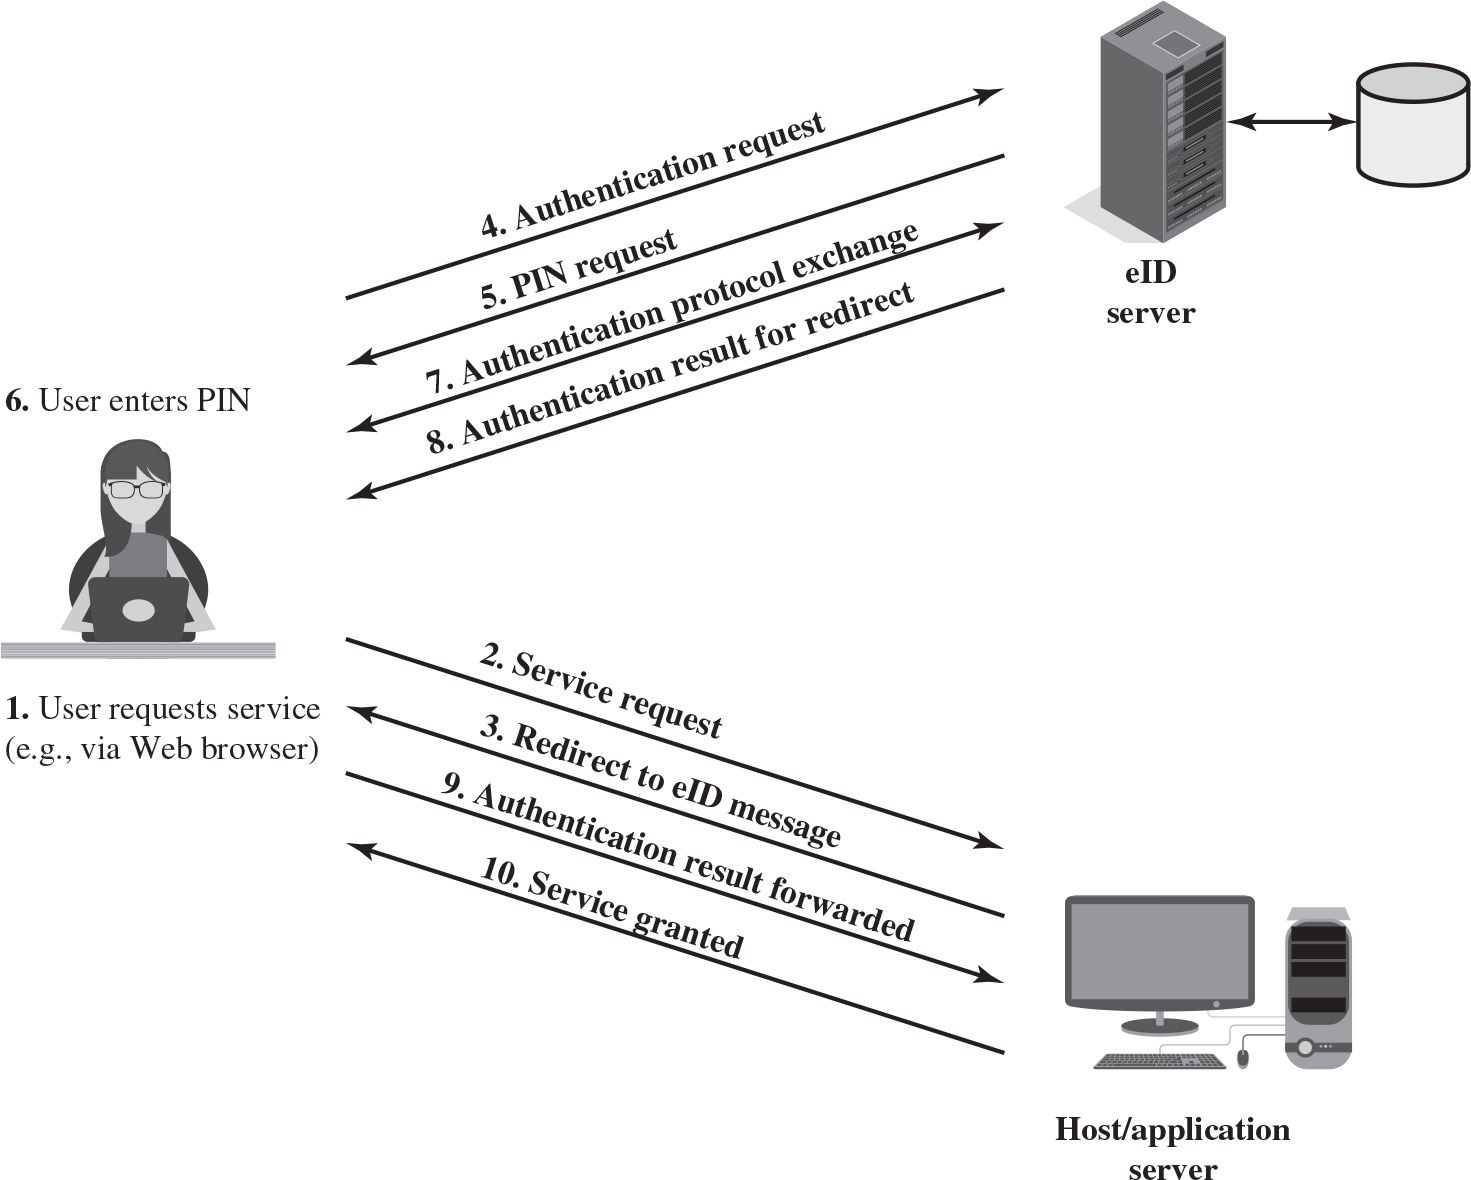 4. Authentication request
5. PIN request
7. Authentication protocol exchange
8. Authentication result for redirect
eID
server
6. User enters PIN
1. User requests service
(e.g., via Web browser)
2. Service request
3. Redirect to eID message
9. Authentication result forwarded
10. Service granted
Host/application
server